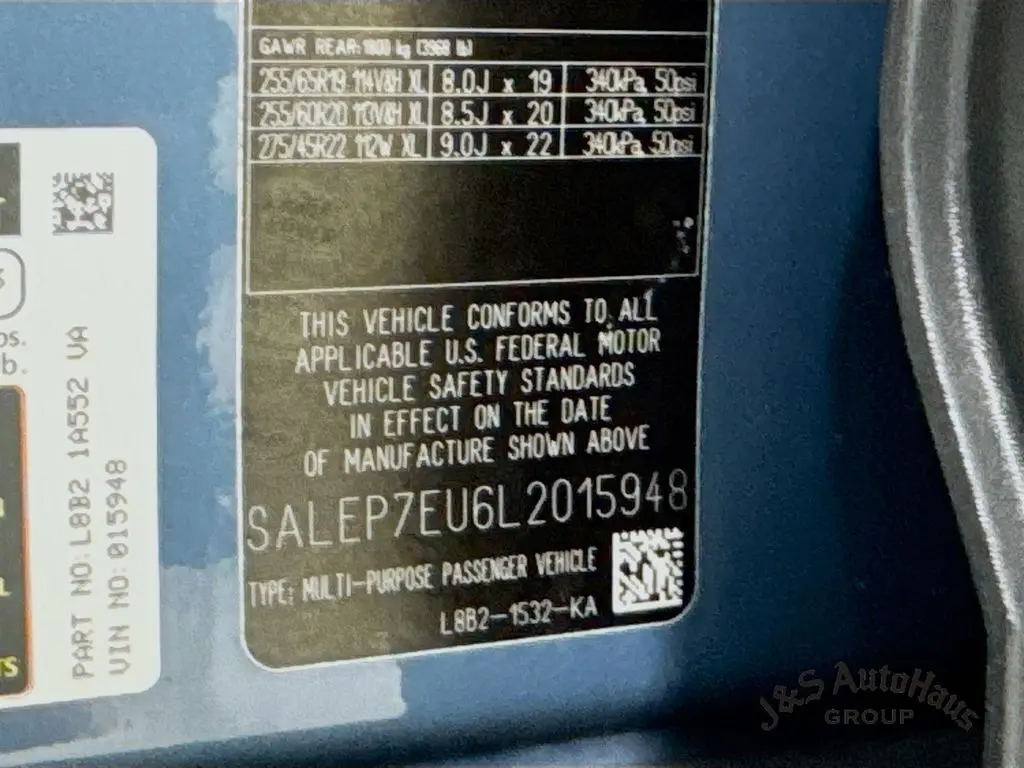 GAWR REAR: 1800 kg (3968 lb)
255/65R19 114V&H XL 8.0J x 19 340kPa, 50psi
255/60R20 113V&H XL 8.5J x 20 340kPa, 50psi
275/45R22 112W XL 9.0J x 22 340kPa, 50psi
THIS VEHICLE CONFORMS TO ALL
APPLICABLE U.S. FEDERAL MOTOR
VEHICLE SAFETY STANDARDS
IN EFFECT ON THE DATE
OF MANUFACTURE SHOWN ABOVE
SALEP7EU6L2015948
TYPE: MULTI-PURPOSE PASSENGER VEHICLE
L8B2-1532-KA
PART NO: L8B2 1A552 VA
VIN NO: 015948
J&S AutoHaus
GROUP